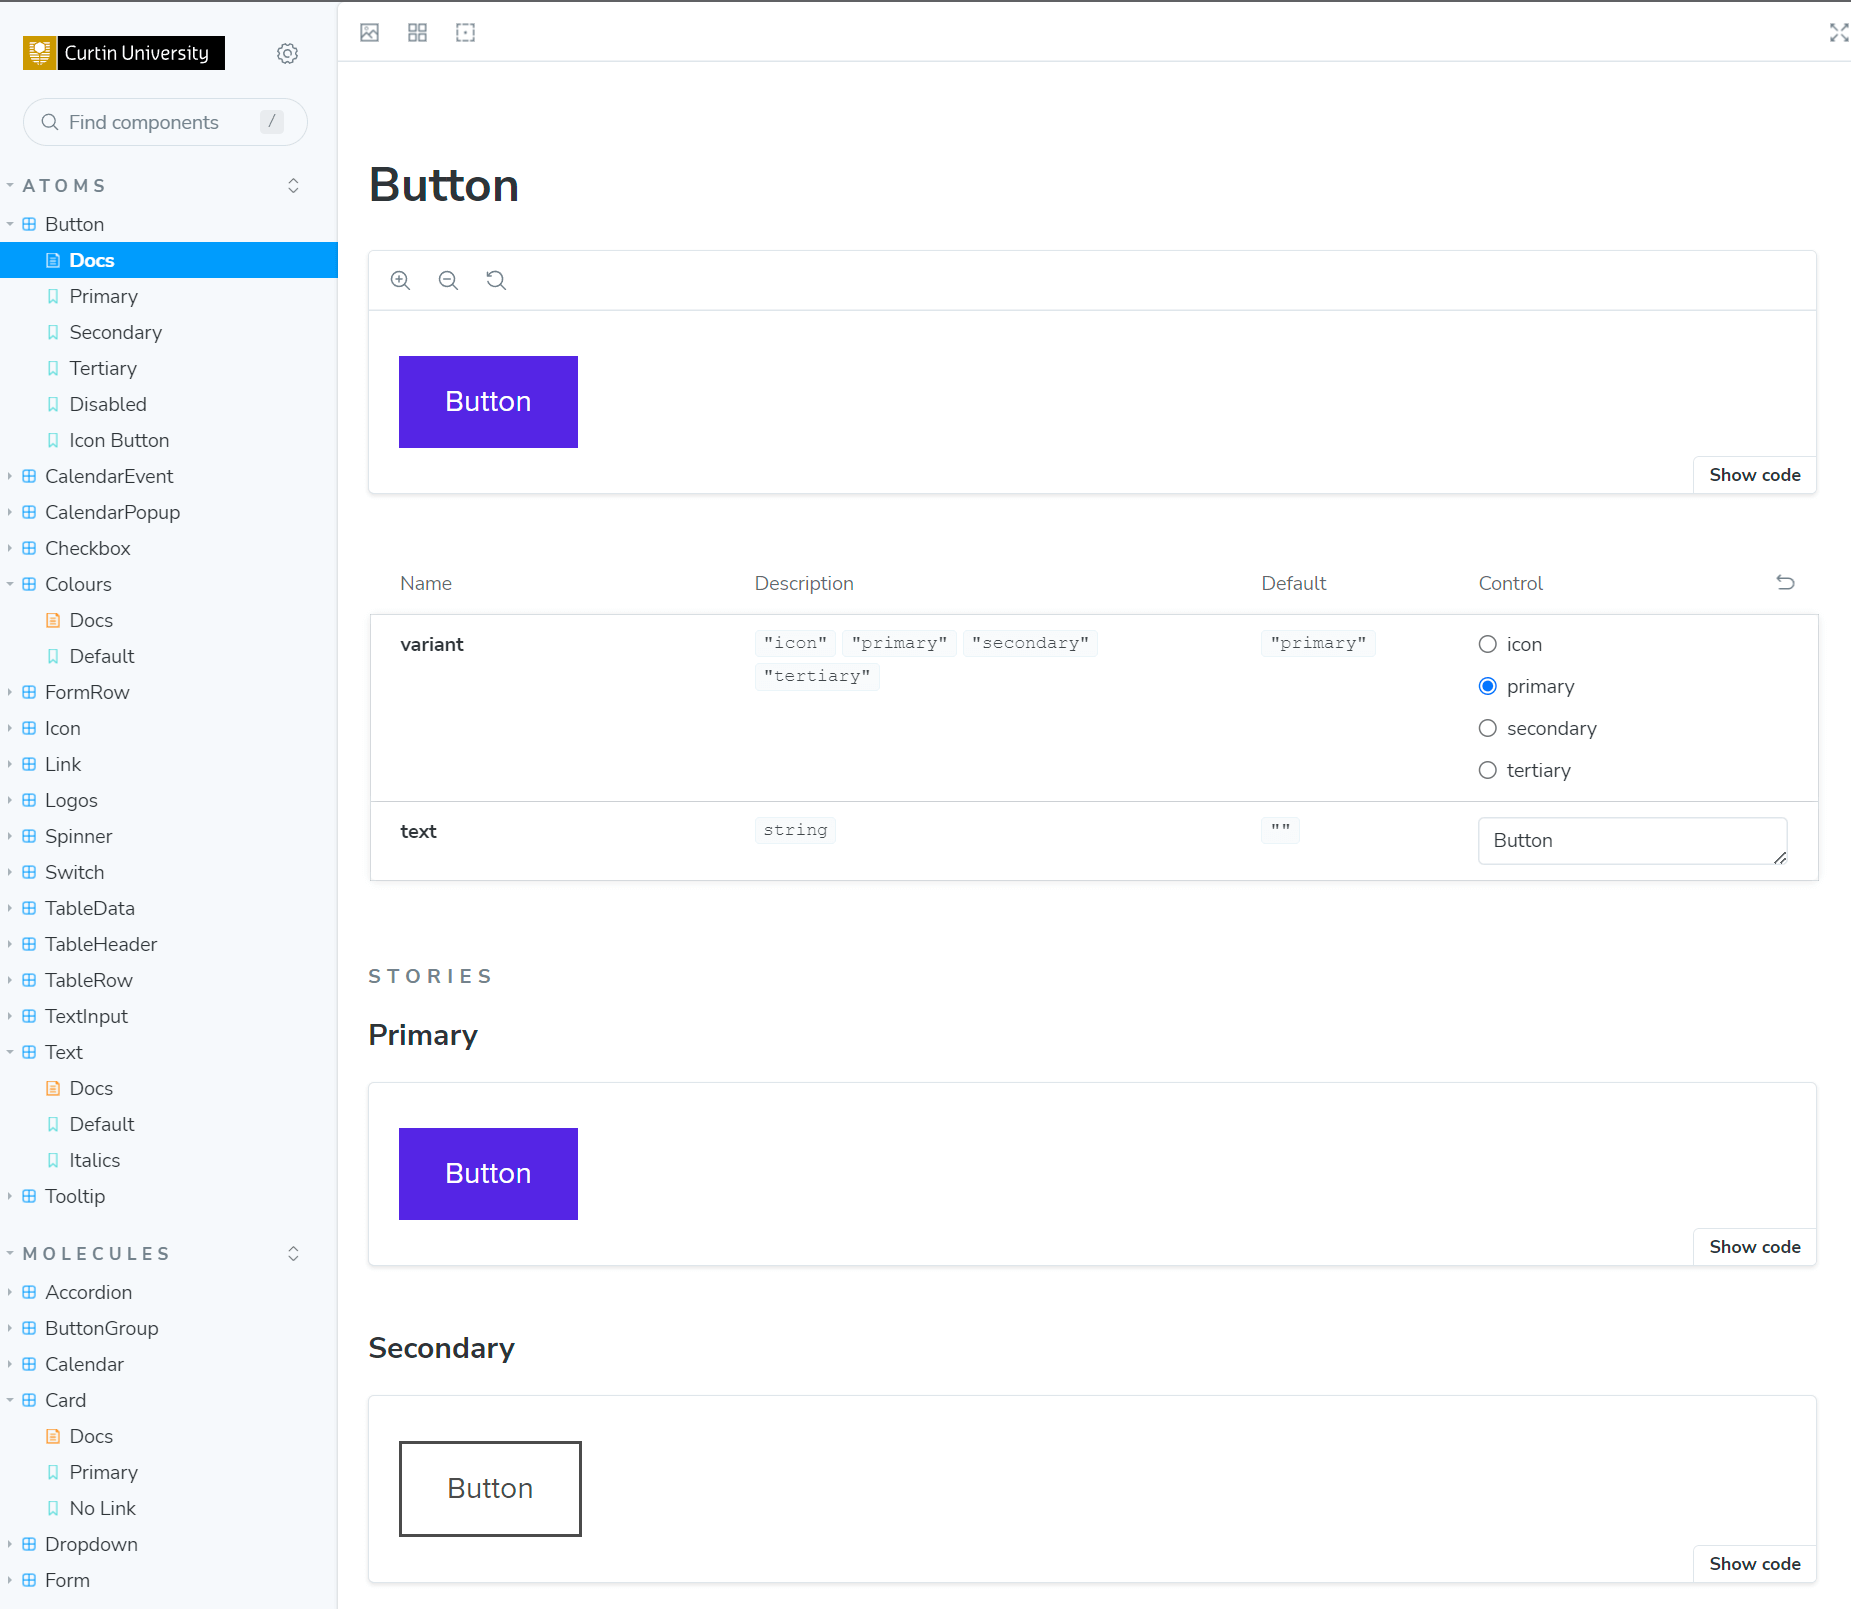 Curtin University
Find components
/
ATOMS
Button
Docs
Primary
Secondary
Tertiary
Disabled
Icon Button
CalendarEvent
CalendarPopup
Checkbox
Colours
Docs
Default
FormRow
Icon
Link
Logos
Spinner
Switch
TableData
TableHeader
TableRow
TextInput
Text
Docs
Default
Italics
Tooltip
MOLECULES
Accordion
ButtonGroup
Calendar
Card
Docs
Primary
No Link
Dropdown
Form
Button
Button
Show code
Name Description Default Control
variant "icon" "primary" "secondary" "primary" icon
"tertiary" primary
secondary
tertiary
text string "" Button
STORIES
Primary
Button
Show code
Secondary
Button
Show code